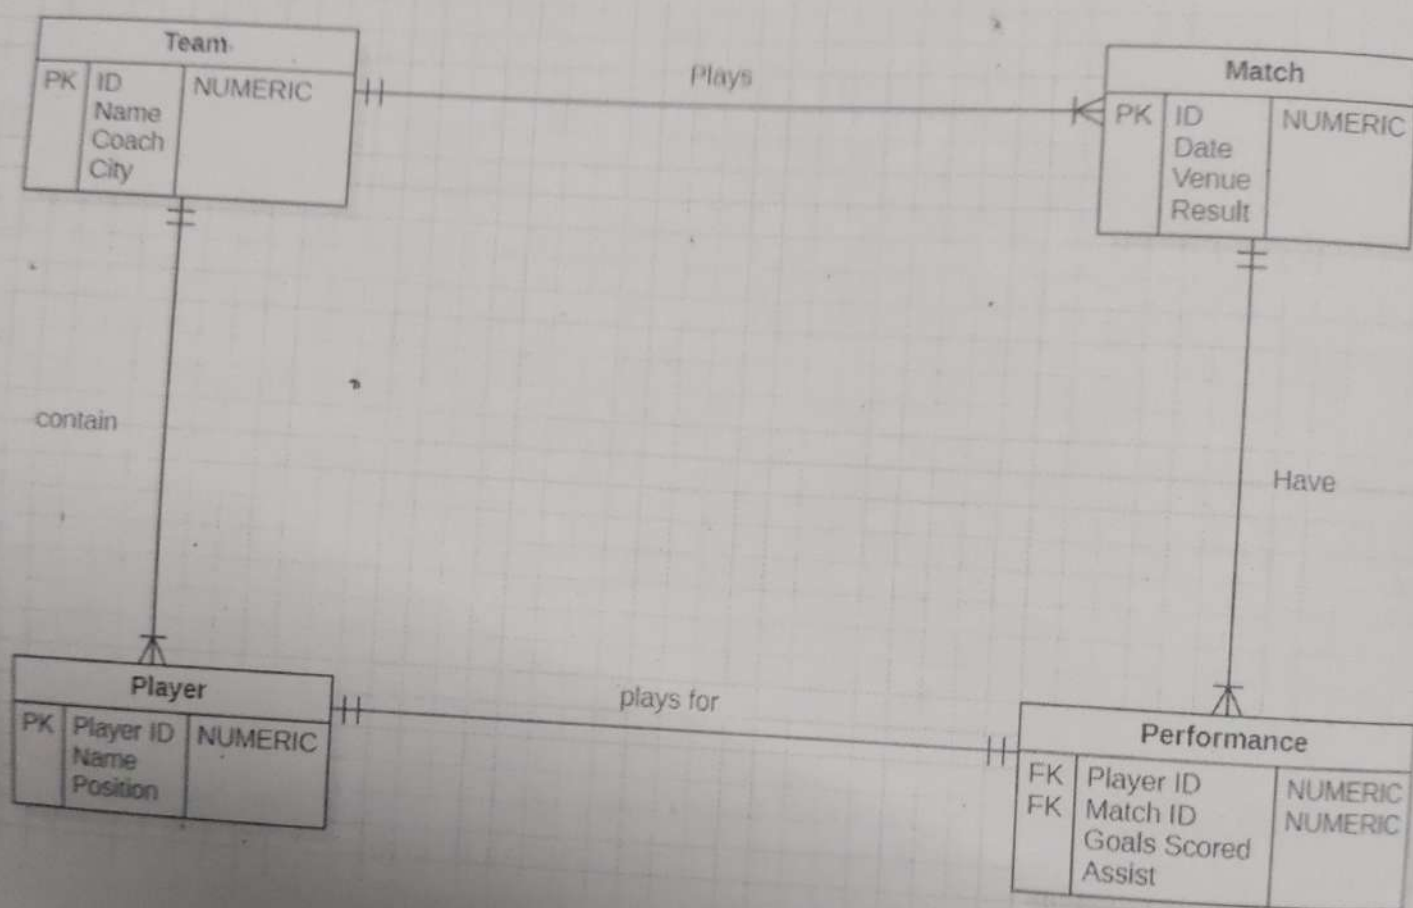 Team
PK ID NUMERIC
Name
Coach
City
Plays
Match
PK ID NUMERIC
Date
Venue
Result
contain
Have
Player
PK Player ID NUMERIC
Name
Position
plays for
Performance
FK Player ID NUMERIC
FK Match ID NUMERIC
Goals Scored
Assist